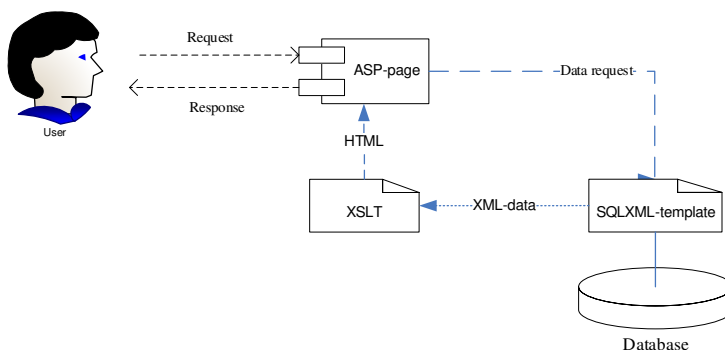 Request
ASP-page
Data request
Response
User
HTML
XSLT
XML-data
SQLXML-template
Database